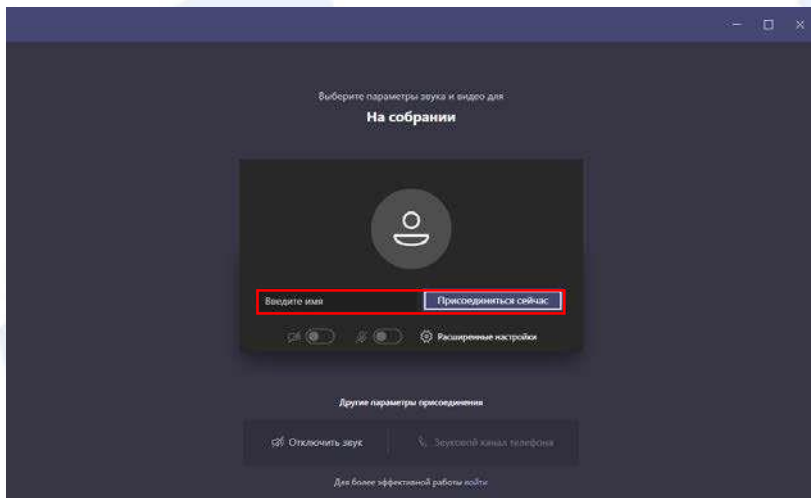 Выберите параметры звука и видео для
На собрании
Введите имя
Присоединиться сейчас
Расширенные настройки
Другие параметры присоединения
Отключить звук
Звуковой канал телефона
Для более эффективной работы войти